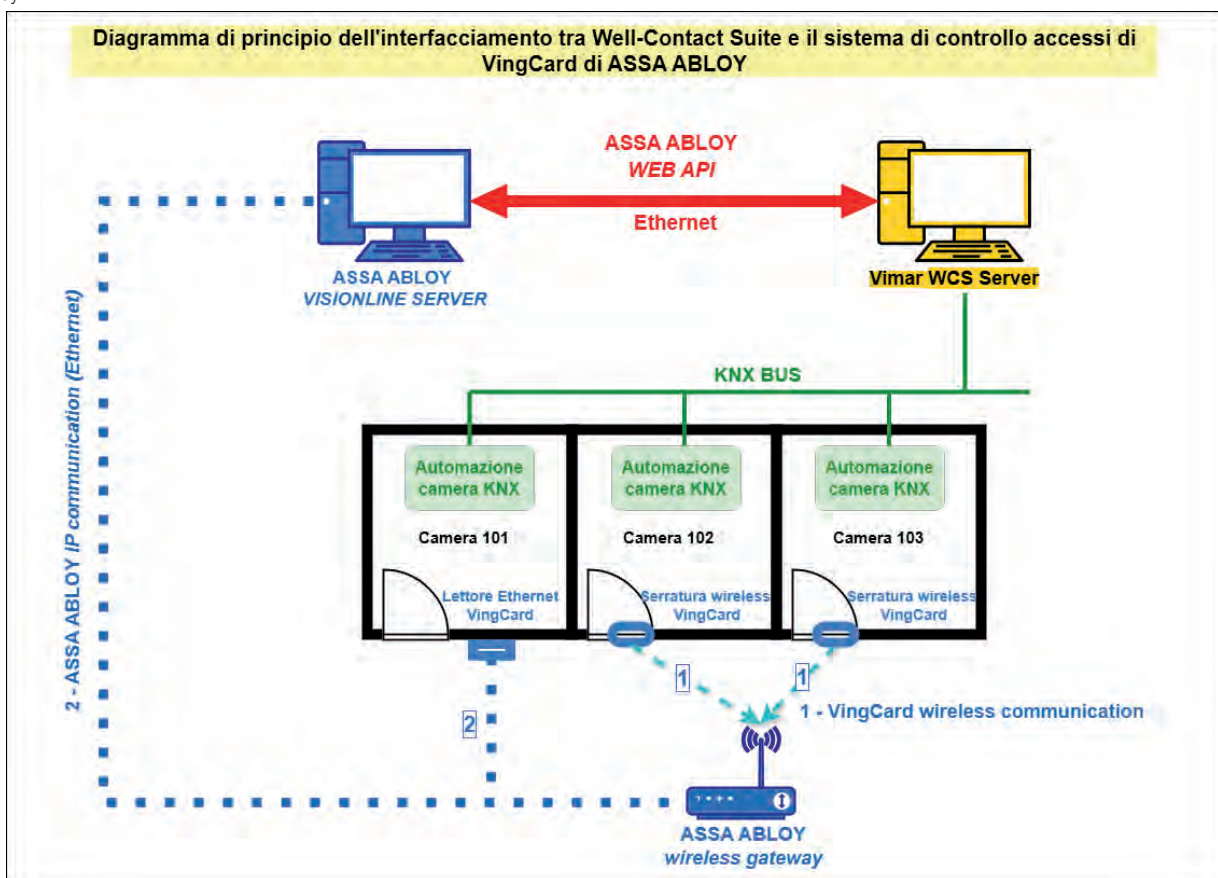 Diagramma di principio dell'interfacciamento tra Well-Contact Suite e il sistema di controllo accessi di
VingCard di ASSA ABLOY
ASSA ABLOY
WEB API
Ethernet
ASSA ABLOY
VISIONLINE SERVER
Vimar WCS Server
2 - ASSA ABLOY IP communication (Ethernet)
KNX BUS
Automazione
camera KNX
Automazione
camera KNX
Automazione
camera KNX
Camera 101
Camera 102
Camera 103
Lettore Ethernet
VingCard
Serratura wireless
VingCard
Serratura wireless
VingCard
1
1
2
1 - VingCard wireless communication
ASSA ABLOY
wireless gateway